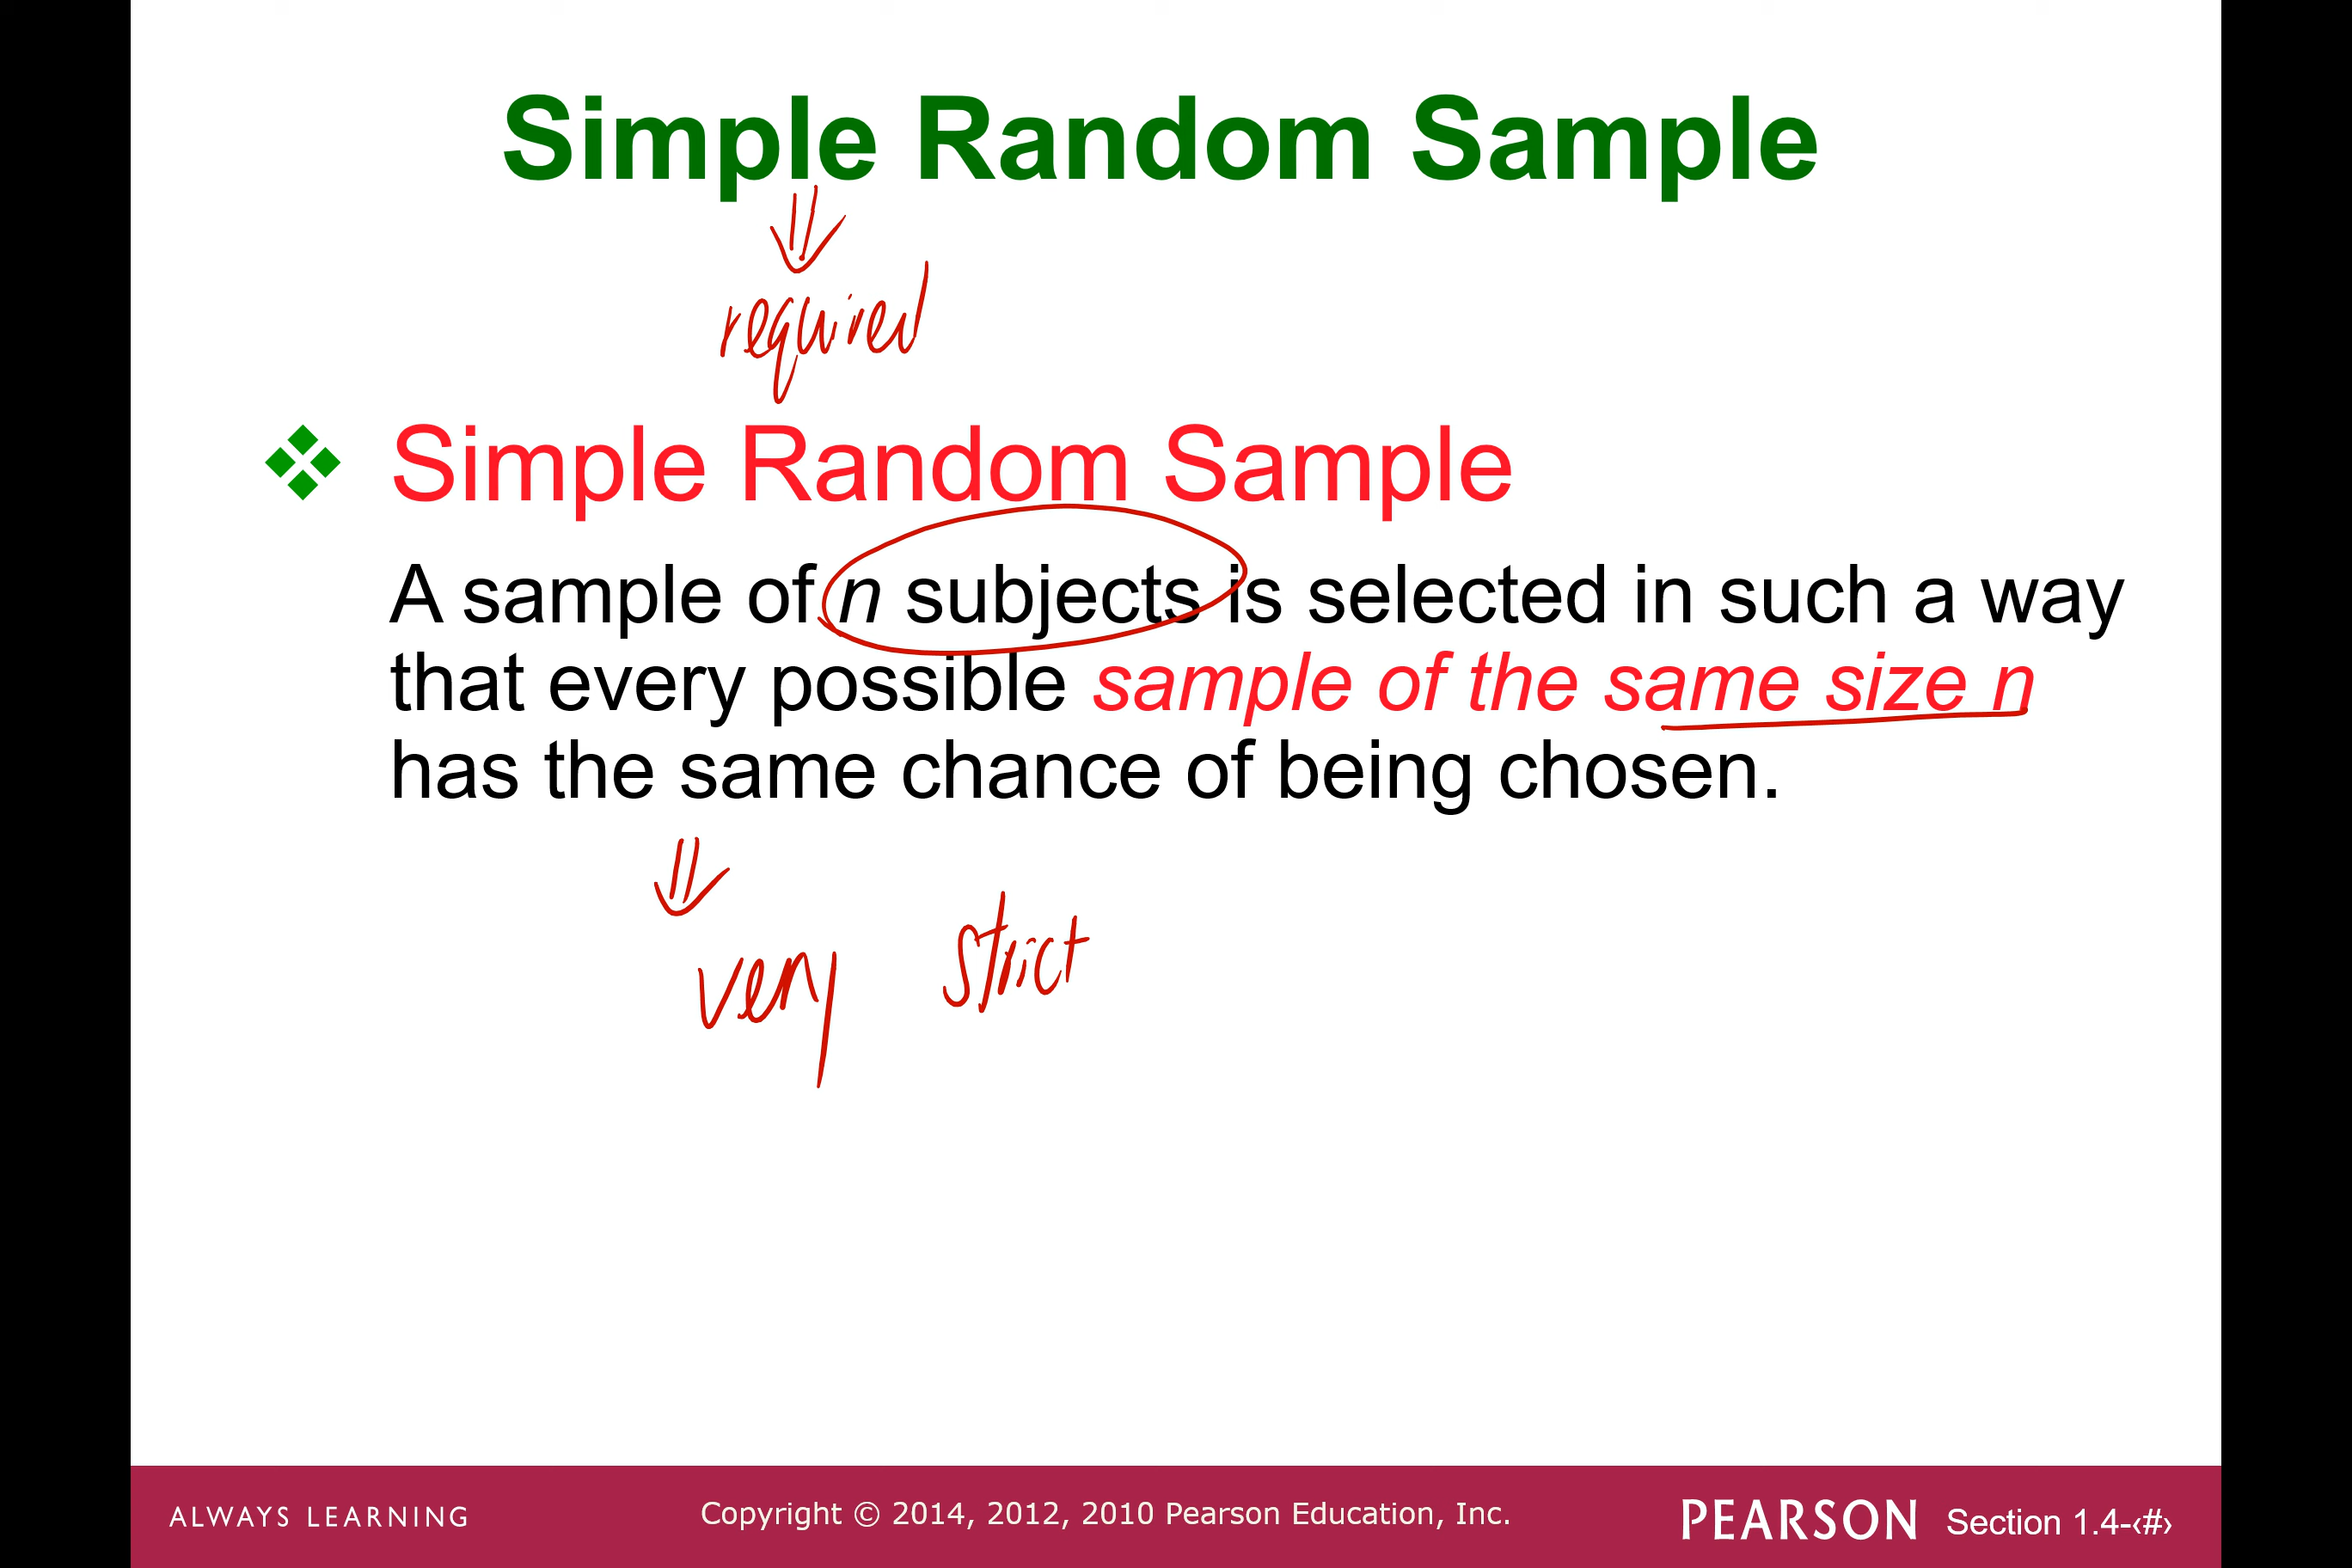 Simple Random Sample
required
Simple Random Sample
A sample of n subjects is selected in such a way
that every possible sample of the same size n
has the same chance of being chosen.
very strict
ALWAYS LEARNING
Copyright © 2014, 2012, 2010 Pearson Education, Inc.
PEARSON
Section 1.4-‹#›